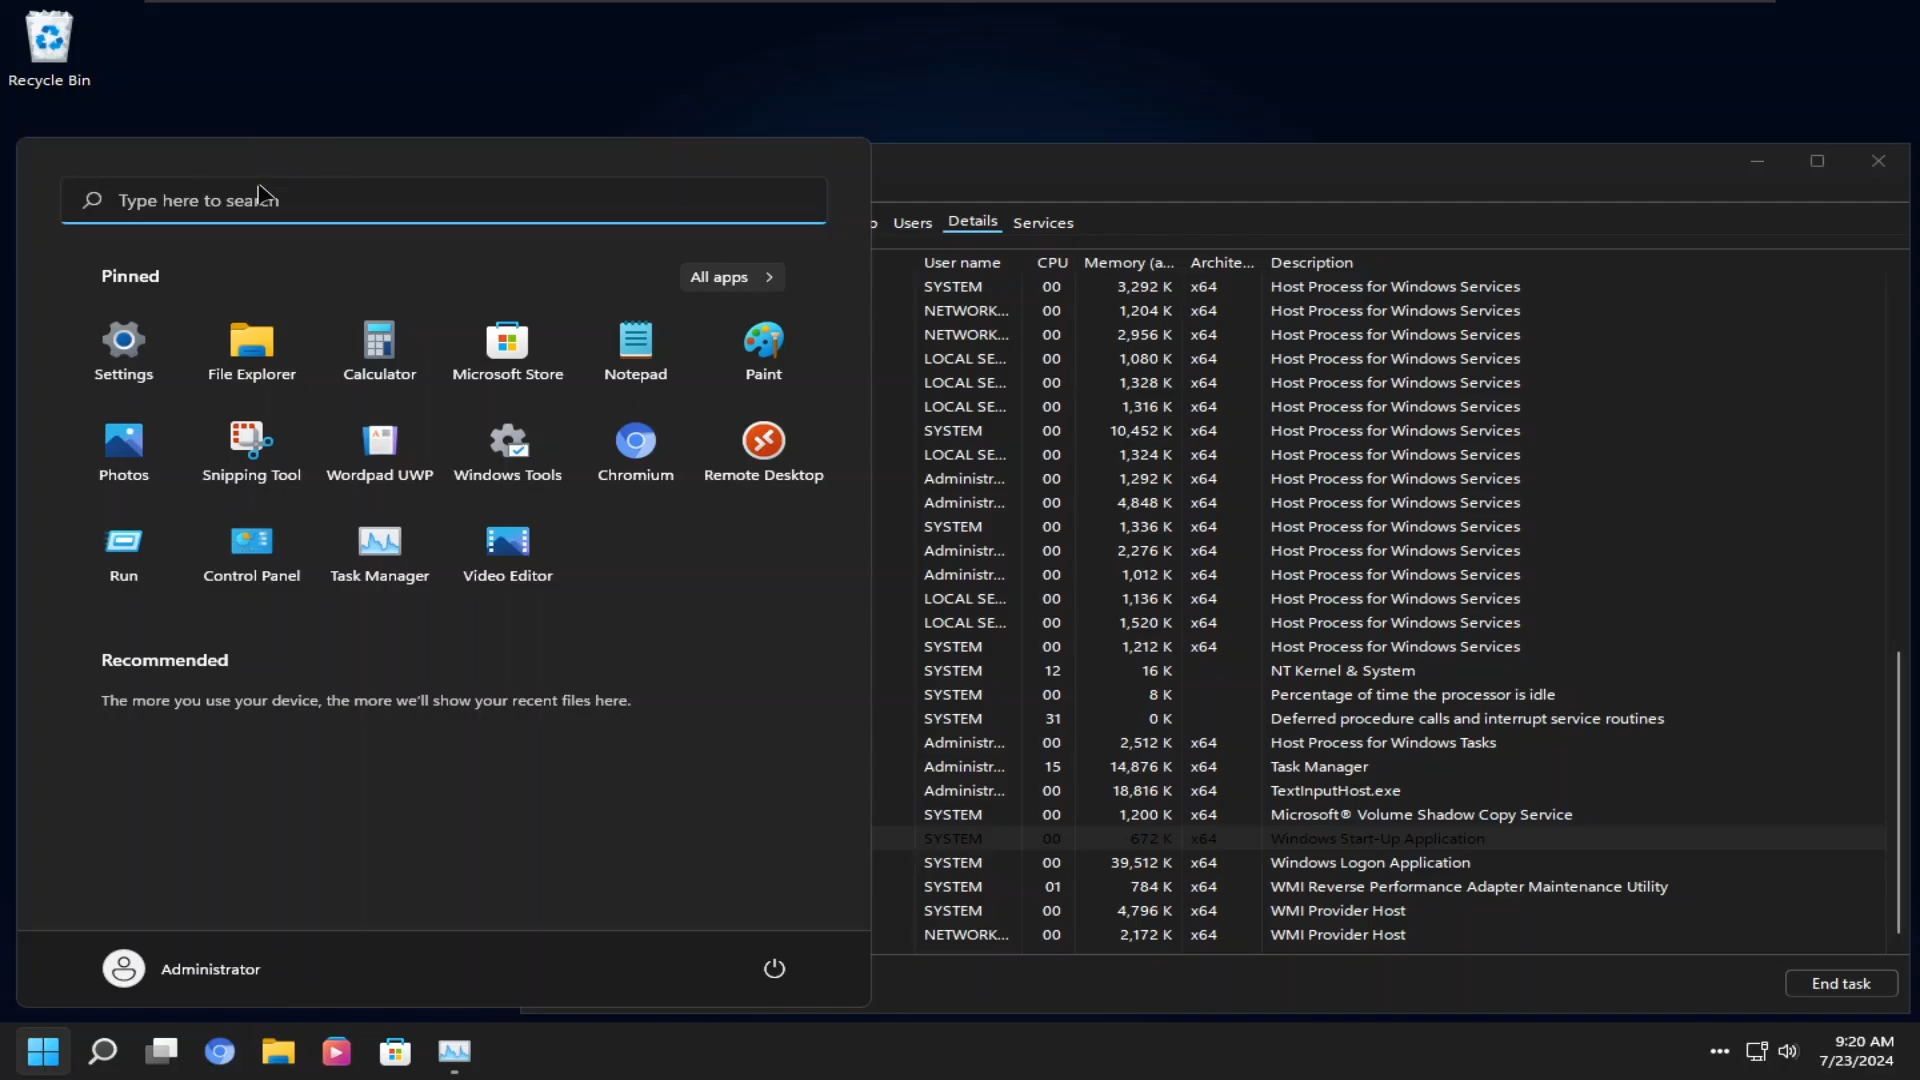 Recycle Bin
Type here to search
Pinned
All apps
Settings
File Explorer
Calculator
Microsoft Store
Notepad
Paint
Photos
Snipping Tool
Wordpad UWP
Windows Tools
Chromium
Remote Desktop
Run
Control Panel
Task Manager
Video Editor
Recommended
The more you use your device, the more we'll show your recent files here.
Administrator
p Users Details Services
User name CPU Memory (a... Archite... Description
SYSTEM 00 3,292 K x64 Host Process for Windows Services
NETWORK... 00 1,204 K x64 Host Process for Windows Services
NETWORK... 00 2,956 K x64 Host Process for Windows Services
LOCAL SE... 00 1,080 K x64 Host Process for Windows Services
LOCAL SE... 00 1,328 K x64 Host Process for Windows Services
LOCAL SE... 00 1,316 K x64 Host Process for Windows Services
SYSTEM 00 10,452 K x64 Host Process for Windows Services
LOCAL SE... 00 1,324 K x64 Host Process for Windows Services
Administr... 00 1,292 K x64 Host Process for Windows Services
Administr... 00 4,848 K x64 Host Process for Windows Services
SYSTEM 00 1,336 K x64 Host Process for Windows Services
Administr... 00 2,276 K x64 Host Process for Windows Services
Administr... 00 1,012 K x64 Host Process for Windows Services
LOCAL SE... 00 1,136 K x64 Host Process for Windows Services
LOCAL SE... 00 1,520 K x64 Host Process for Windows Services
SYSTEM 00 1,212 K x64 Host Process for Windows Services
SYSTEM 12 16 K NT Kernel & System
SYSTEM 00 8 K Percentage of time the processor is idle
SYSTEM 31 0 K Deferred procedure calls and interrupt service routines
Administr... 00 2,512 K x64 Host Process for Windows Tasks
Administr... 15 14,876 K x64 Task Manager
Administr... 00 18,816 K x64 TextInputHost.exe
SYSTEM 00 1,200 K x64 Microsoft® Volume Shadow Copy Service
SYSTEM 00 672 K x64 Windows Start-Up Application
SYSTEM 00 39,512 K x64 Windows Logon Application
SYSTEM 01 784 K x64 WMI Reverse Performance Adapter Maintenance Utility
SYSTEM 00 4,796 K x64 WMI Provider Host
NETWORK... 00 2,172 K x64 WMI Provider Host
End task
9:20 AM
7/23/2024